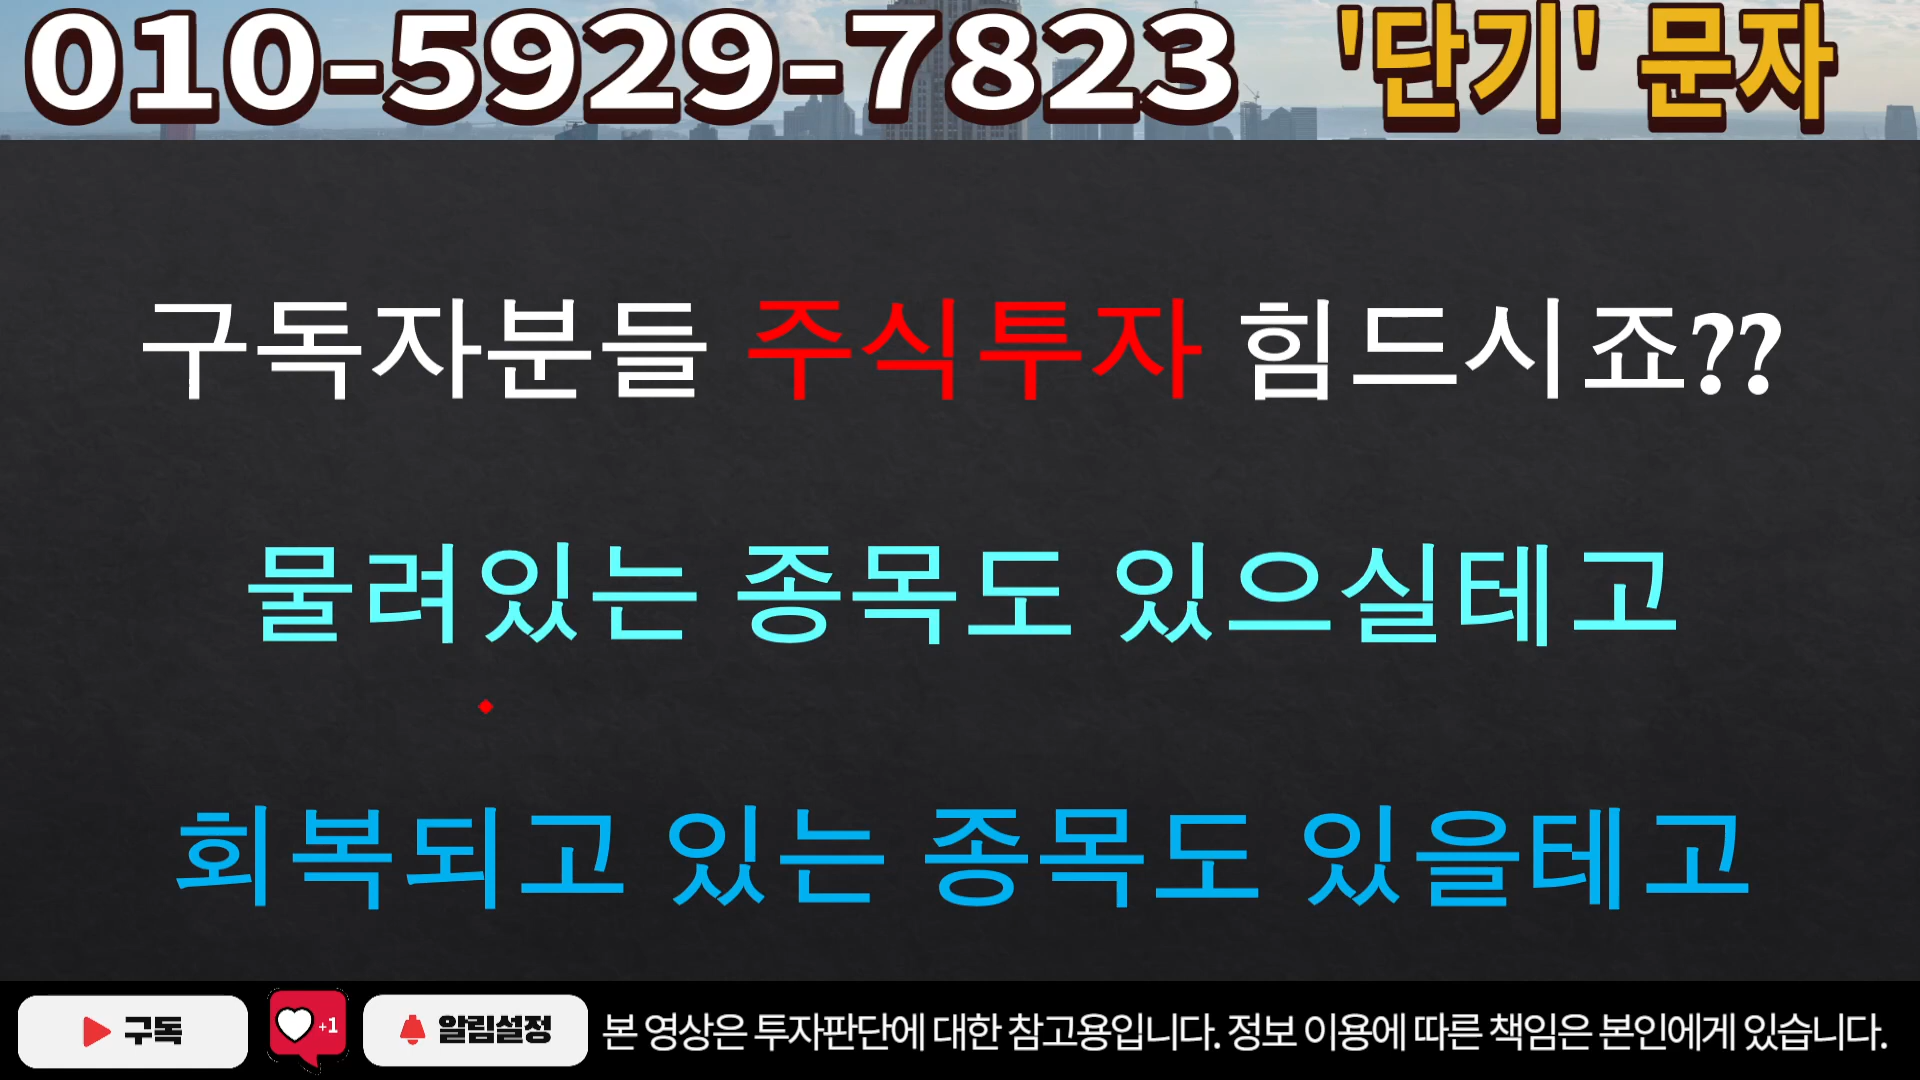 010-5929-7823 '단기' 문자
구독자분들 주식투자 힘드시죠??
물려있는 종목도 있으실테고
회복되고 있는 종목도 있을테고
구독 +1 알림설정 본 영상은 투자판단에 대한 참고용입니다. 정보 이용에 따른 책임은 본인에게 있습니다.